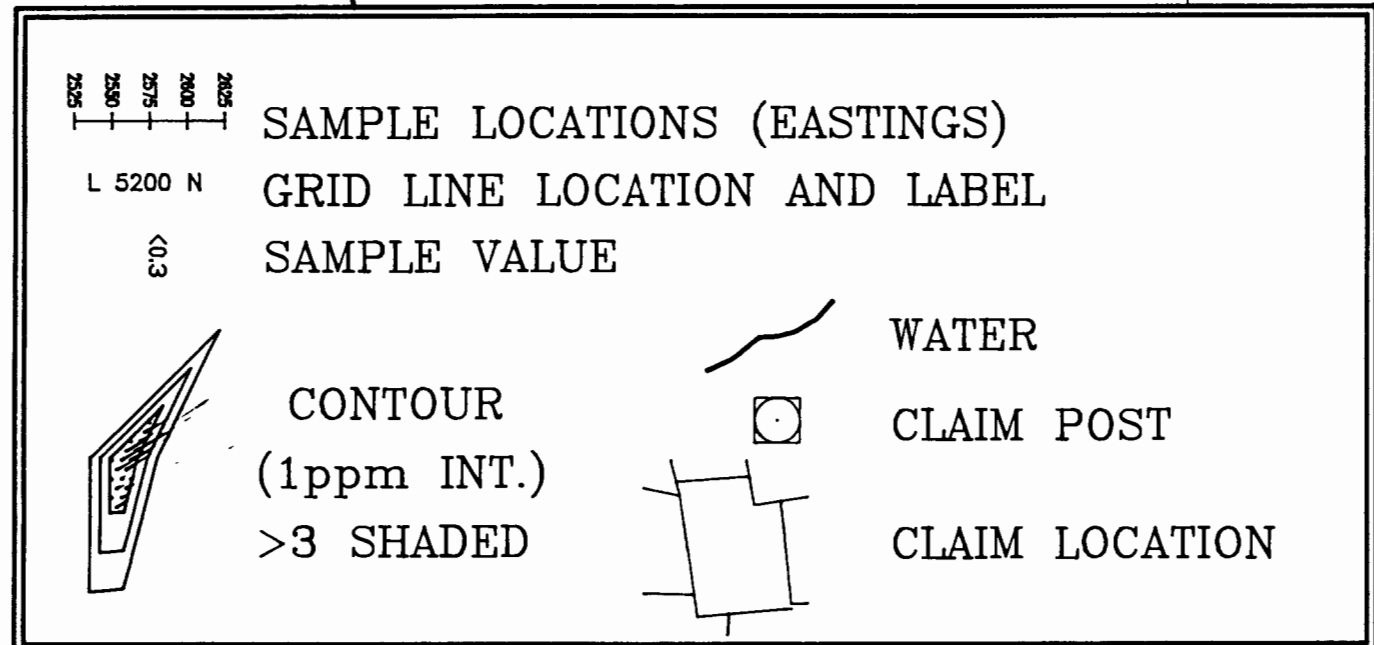 2525 2550 2575 2600 2625
SAMPLE LOCATIONS (EASTINGS)
L 5200 N
GRID LINE LOCATION AND LABEL
<0.3
SAMPLE VALUE
CONTOUR
(1ppm INT.)
>3 SHADED
WATER
CLAIM POST
CLAIM LOCATION